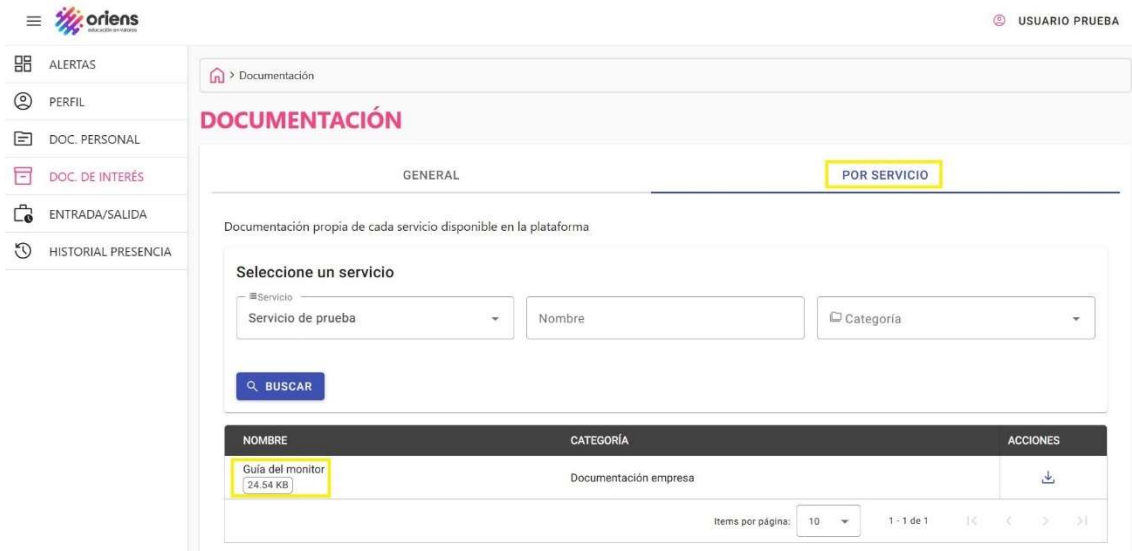 oriens
educación en valores
USUARIO PRUEBA
ALERTAS
PERFIL
DOC. PERSONAL
DOC. DE INTERÉS
ENTRADA/SALIDA
HISTORIAL PRESENCIA
> Documentación
DOCUMENTACIÓN
GENERAL
POR SERVICIO
Documentación propia de cada servicio disponible en la plataforma
Seleccione un servicio
Servicio
Servicio de prueba
Nombre
Categoría
BUSCAR
NOMBRE CATEGORÍA ACCIONES
Guía del monitor
24.54 KB
Documentación empresa
Items por página: 10 1 - 1 de 1